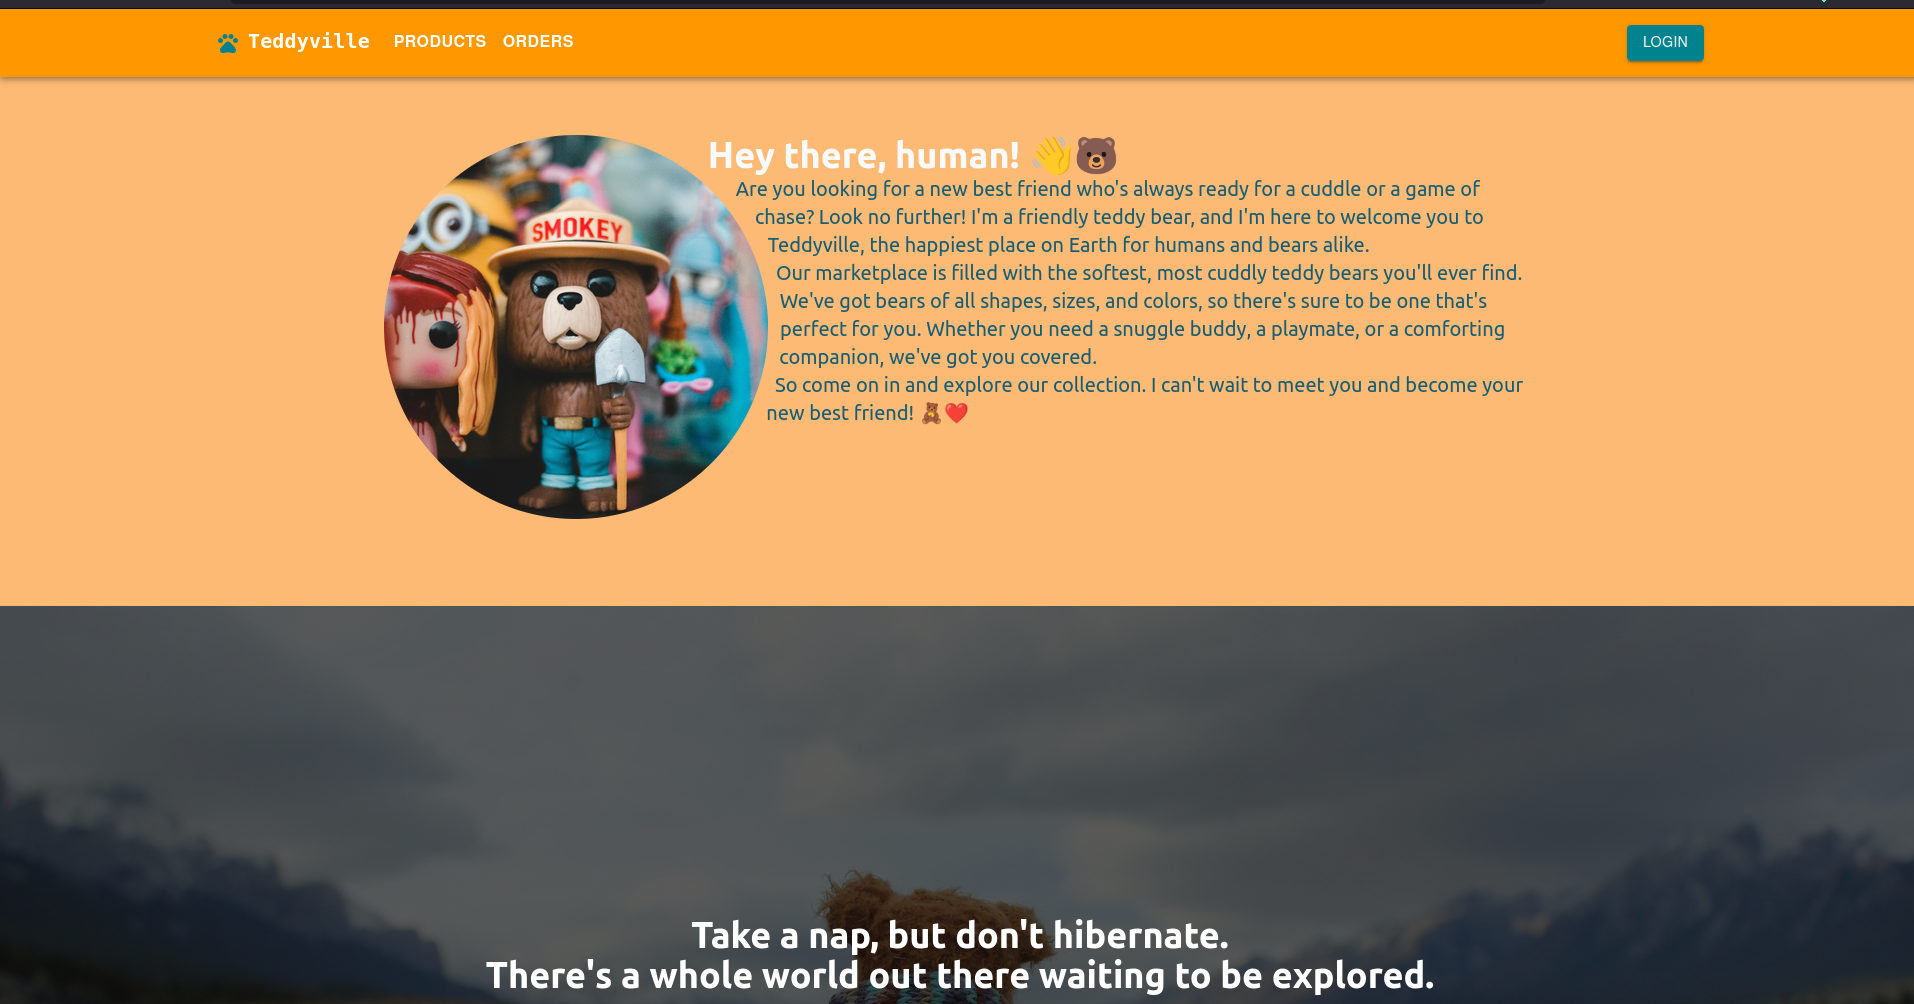 Teddyville PRODUCTS ORDERS LOGIN
Hey there, human! 👋🐻
Are you looking for a new best friend who's always ready for a cuddle or a game of
chase? Look no further! I'm a friendly teddy bear, and I'm here to welcome you to
Teddyville, the happiest place on Earth for humans and bears alike.
Our marketplace is filled with the softest, most cuddly teddy bears you'll ever find.
We've got bears of all shapes, sizes, and colors, so there's sure to be one that's
perfect for you. Whether you need a snuggle buddy, a playmate, or a comforting
companion, we've got you covered.
So come on in and explore our collection. I can't wait to meet you and become your
new best friend! 🧸❤️
SMOKEY
Take a nap, but don't hibernate.
There's a whole world out there waiting to be explored.